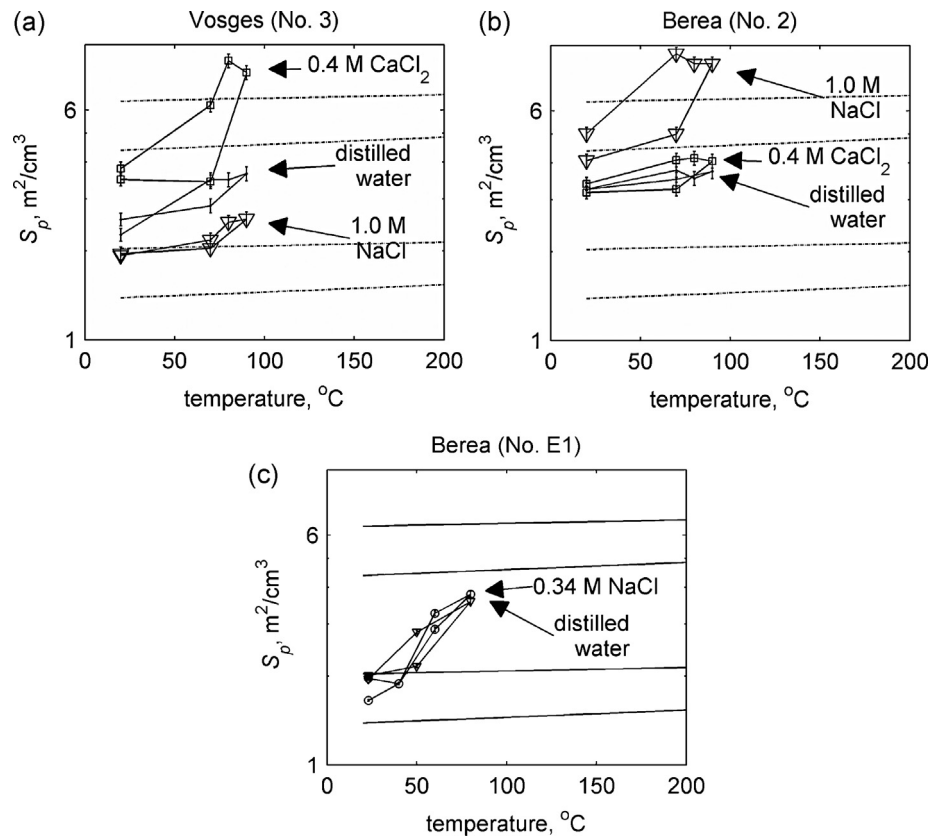 (a)
Vosges (No. 3)
6
1
S_p, m²/cm³
0.4 M CaCl₂
distilled
water
1.0 M
NaCl
0 50 100 150 200
temperature, °C
(b)
Berea (No. 2)
6
1
S_p, m²/cm³
1.0 M
NaCl
0.4 M CaCl₂
distilled
water
0 50 100 150 200
temperature, °C
(c)
Berea (No. E1)
6
1
S_p, m²/cm³
0.34 M NaCl
distilled
water
0 50 100 150 200
temperature, °C